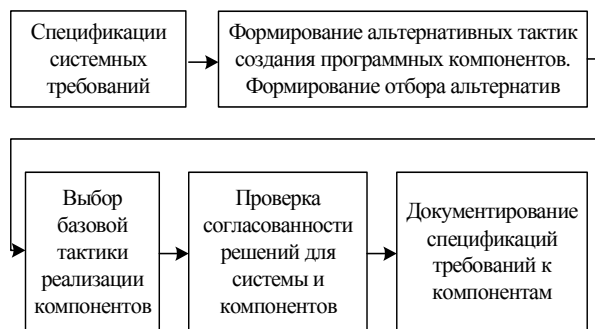 Спецификации
системных
требований
Формирование альтернативных тактик
создания программных компонентов.
Формирование отбора альтернатив
Выбор
базовой
тактики
реализации
компонентов
Проверка
согласованности
решений для
системы и
компонентов
Документирование
спецификаций
требований к
компонентам